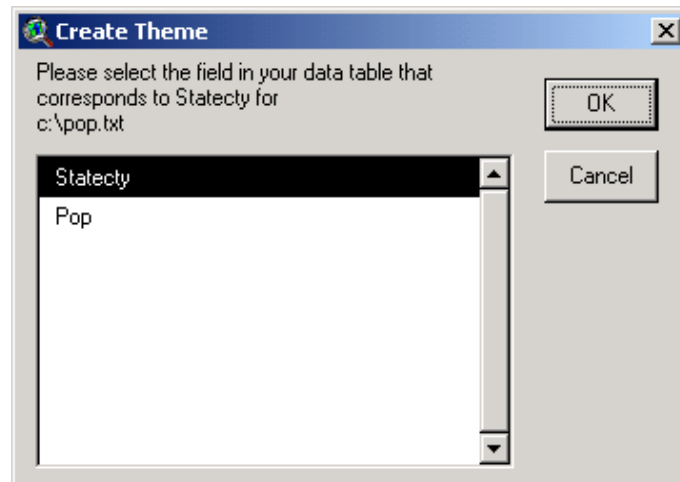 Create Theme
Please select the field in your data table that
corresponds to Statecty for
c:\pop.txt
OK
Cancel
Statecty
Pop